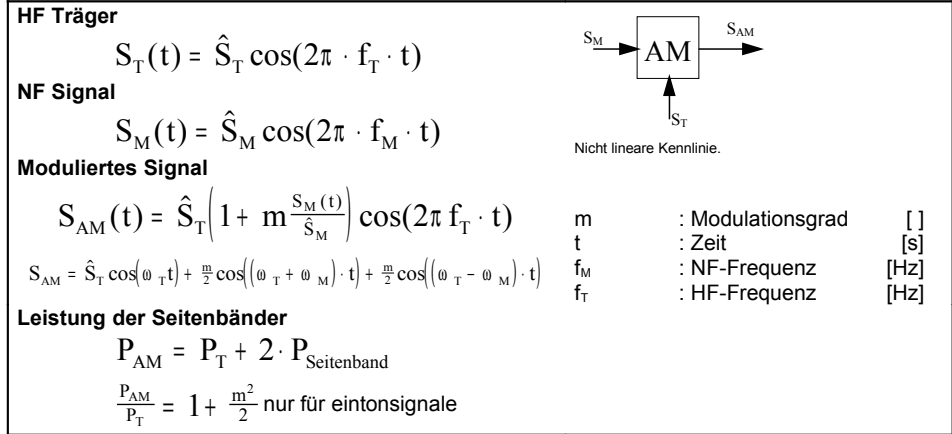 HF Träger
S_T(t) = Ŝ_T cos(2π · f_T · t)
NF Signal
S_M(t) = Ŝ_M cos(2π · f_M · t)
Moduliertes Signal
S_AM(t) = Ŝ_T(1 + m S_M(t)/Ŝ_M) cos(2π f_T · t)
S_AM = Ŝ_T cos(ω_T t) + m/2 cos((ω_T + ω_M) · t) + m/2 cos((ω_T − ω_M) · t)
Leistung der Seitenbänder
P_AM = P_T + 2 · P_Seitenband
P_AM/P_T = 1 + m²/2 nur für eintonsignale
S_M AM S_AM
S_T
Nicht lineare Kennlinie.
m : Modulationsgrad [ ]
t : Zeit [s]
f_M : NF-Frequenz [Hz]
f_T : HF-Frequenz [Hz]